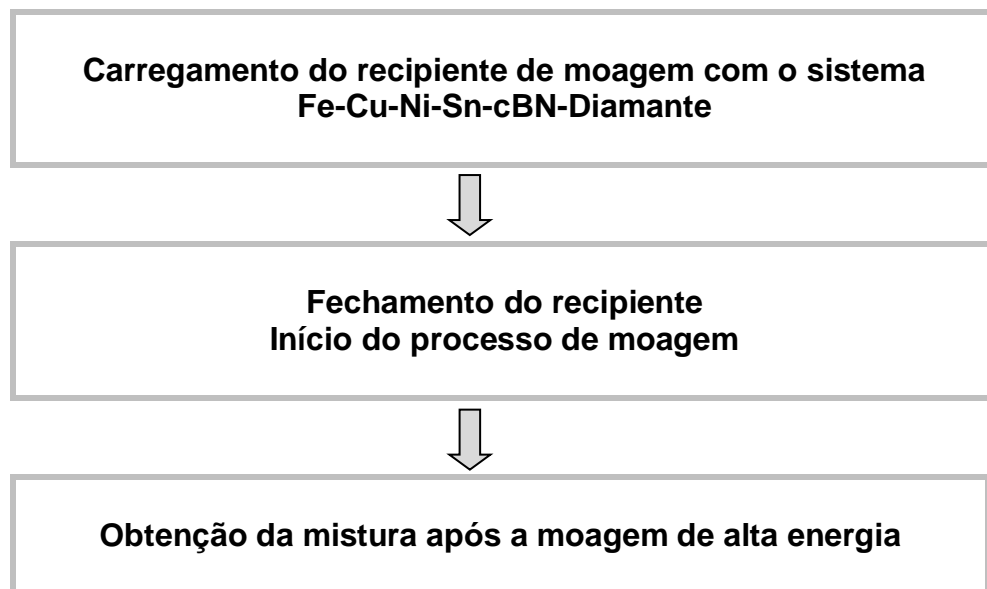 Carregamento do recipiente de moagem com o sistema
Fe-Cu-Ni-Sn-cBN-Diamante
Fechamento do recipiente
Início do processo de moagem
Obtenção da mistura após a moagem de alta energia